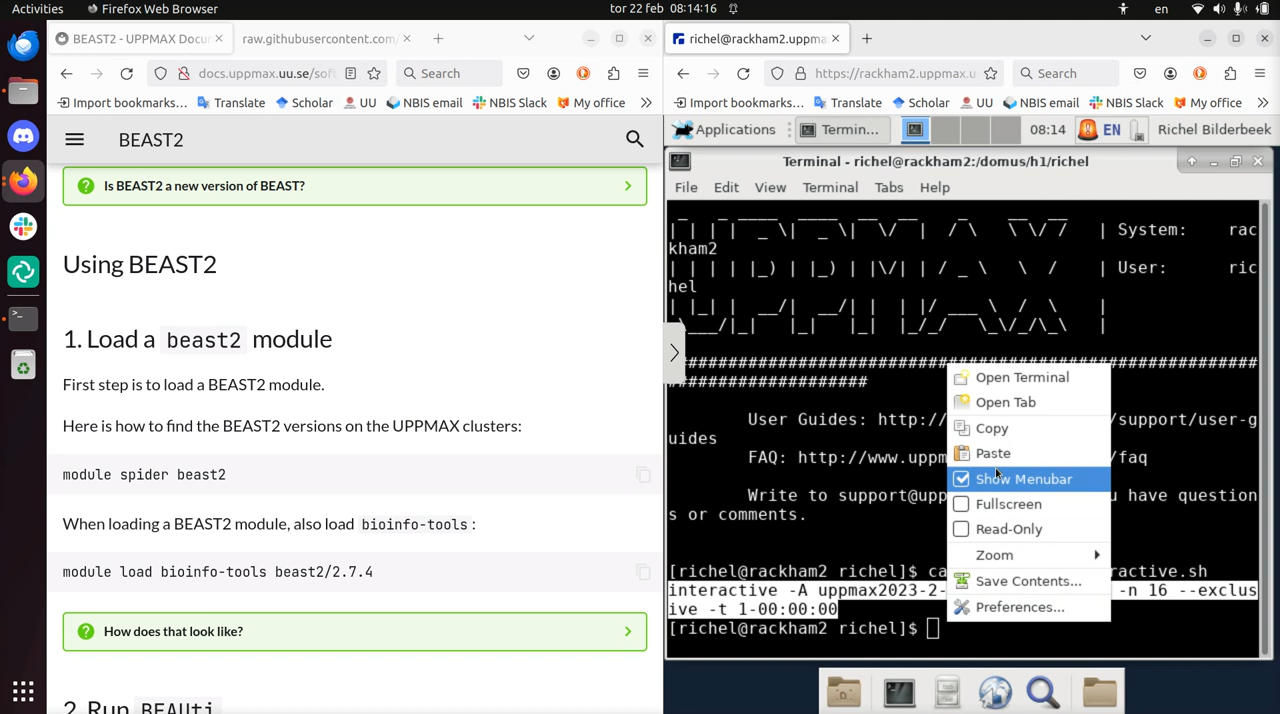 Activities
Firefox Web Browser
tor 22 feb 08:14:16
en
BEAST2 - UPPMAX Docu
raw.githubusercontent.com/
docs.uppmax.uu.se/sof
Search
Import bookmarks...
Translate
Scholar
UU
NBIS email
NBIS Slack
My office
BEAST2
Is BEAST2 a new version of BEAST?
Using BEAST2
1. Load a beast2 module
First step is to load a BEAST2 module.
Here is how to find the BEAST2 versions on the UPPMAX clusters:
module spider beast2
When loading a BEAST2 module, also load bioinfo-tools:
module load bioinfo-tools beast2/2.7.4
How does that look like?
2. Run BEAUti
richel@rackham2.uppma
https://rackham2.uppmax.u
Search
Import bookmarks...
Translate
Scholar
UU
NBIS email
NBIS Slack
My office
Applications
Termin...
08:14
EN
Richel Bilderbeek
Terminal - richel@rackham2:/domus/h1/richel
File Edit View Terminal Tabs Help
UPPMAX
| System: rac
kham2
| User: ric
hel
#########################################################################
####################
User Guides: http:// /support/user-g
uides
FAQ: http://www.uppm /faq
Write to support@upp u have question
s or comments.
[richel@rackham2 richel]$ ca ractive.sh
interactive -A uppmax2023-2- -n 16 --exclus
ive -t 1-00:00:00
[richel@rackham2 richel]$
Open Terminal
Open Tab
Copy
Paste
Show Menubar
Fullscreen
Read-Only
Zoom
Save Contents...
Preferences...